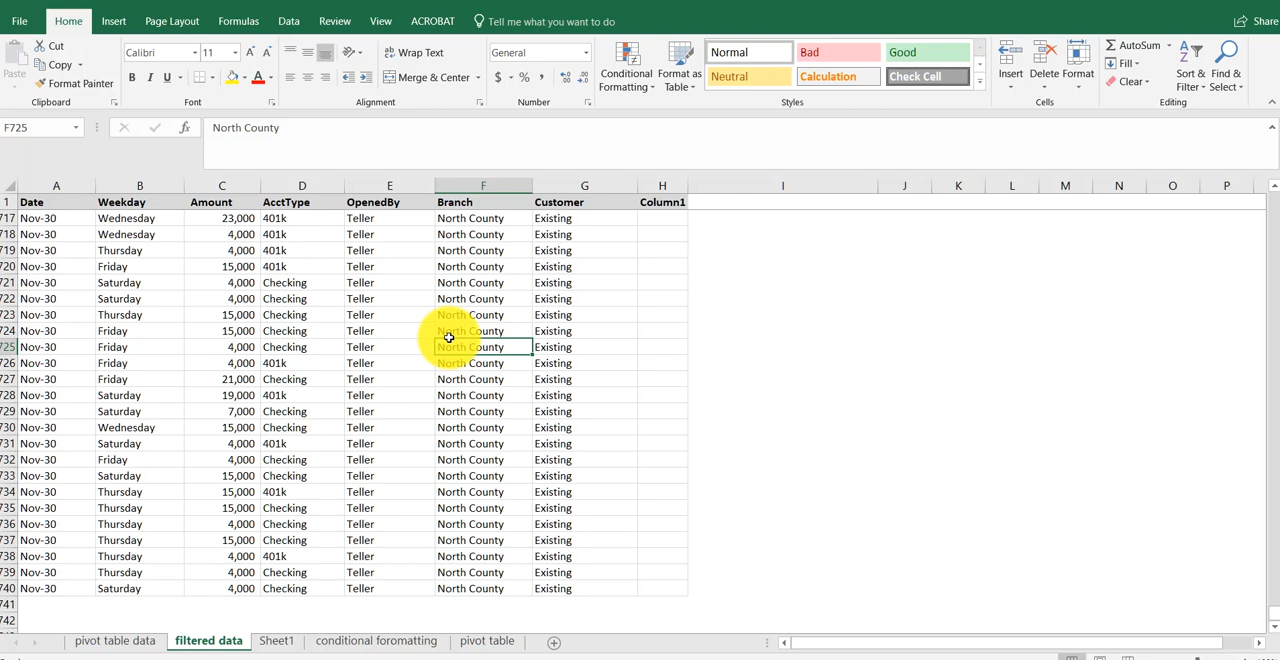 File Home Insert Page Layout Formulas Data Review View ACROBAT Tell me what you want to do Share
Paste Cut Copy Format Painter Clipboard
Calibri 11 B I U Font
Wrap Text Merge & Center Alignment
General $ % , Number
Conditional Formatting Format as Table Normal Bad Good Neutral Calculation Check Cell Styles
Insert Delete Format Cells
AutoSum Fill Clear Sort & Filter Find & Select Editing
F725 fx North County
A B C D E F G H I J K L M N O P
1 Date Weekday Amount AcctType OpenedBy Branch Customer Column1
717 Nov-30 Wednesday 23,000 401k Teller North County Existing
718 Nov-30 Wednesday 4,000 401k Teller North County Existing
719 Nov-30 Thursday 4,000 401k Teller North County Existing
720 Nov-30 Friday 15,000 401k Teller North County Existing
721 Nov-30 Saturday 4,000 Checking Teller North County Existing
722 Nov-30 Saturday 4,000 Checking Teller North County Existing
723 Nov-30 Thursday 15,000 Checking Teller North County Existing
724 Nov-30 Friday 15,000 Checking Teller North County Existing
725 Nov-30 Friday 4,000 Checking Teller North County Existing
726 Nov-30 Friday 4,000 401k Teller North County Existing
727 Nov-30 Friday 21,000 Checking Teller North County Existing
728 Nov-30 Saturday 19,000 401k Teller North County Existing
729 Nov-30 Saturday 7,000 Checking Teller North County Existing
730 Nov-30 Wednesday 15,000 Checking Teller North County Existing
731 Nov-30 Saturday 4,000 401k Teller North County Existing
732 Nov-30 Friday 4,000 Checking Teller North County Existing
733 Nov-30 Saturday 15,000 Checking Teller North County Existing
734 Nov-30 Thursday 15,000 401k Teller North County Existing
735 Nov-30 Thursday 15,000 Checking Teller North County Existing
736 Nov-30 Thursday 4,000 Checking Teller North County Existing
737 Nov-30 Thursday 15,000 Checking Teller North County Existing
738 Nov-30 Thursday 4,000 401k Teller North County Existing
739 Nov-30 Thursday 4,000 Checking Teller North County Existing
740 Nov-30 Saturday 4,000 Checking Teller North County Existing
741
742
pivot table data filtered data Sheet1 conditional foromatting pivot table